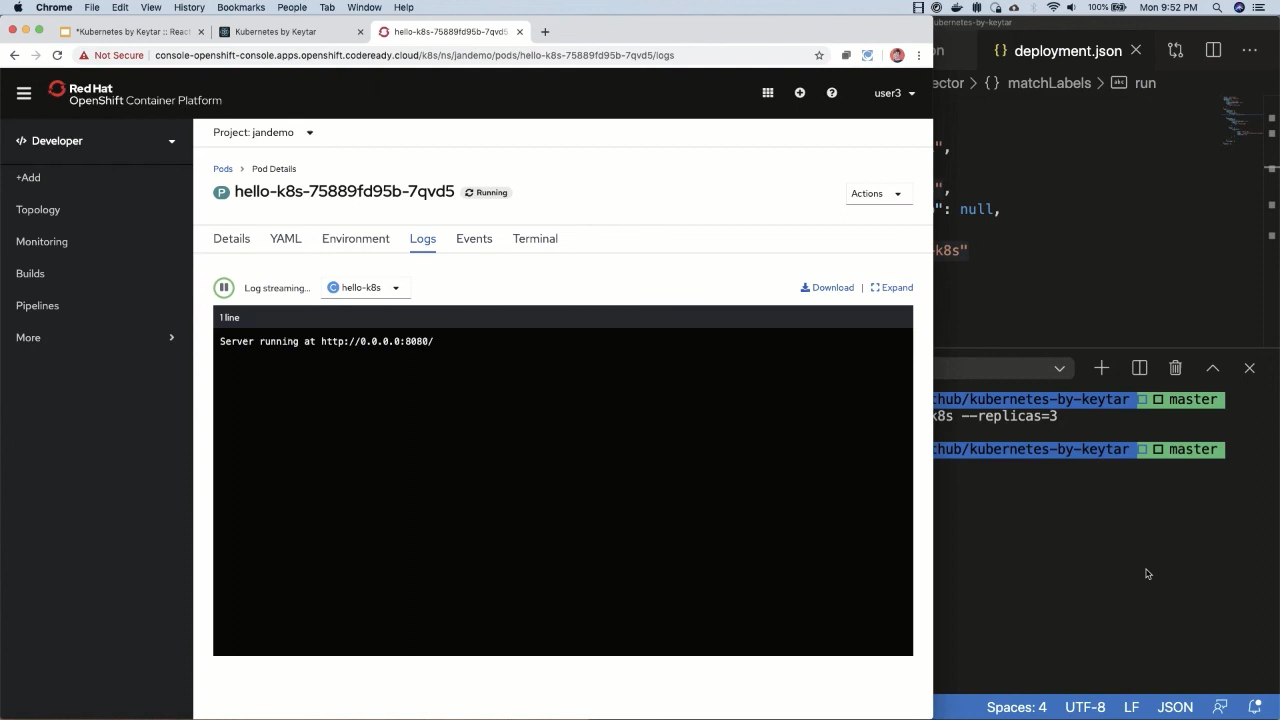 Chrome File Edit View History Bookmarks People Tab Window Help 100% Mon 9:52 PM
*Kubernetes by Keytar :: React Kubernetes by Keytar hello-k8s-75889fd95b-7qvd5
ubernetes-by-keytar
Not Secure console-openshift-console.apps.openshift.codeready.cloud/k8s/ns/jandemo/pods/hello-k8s-75889fd95b-7qvd5/logs
on {} deployment.json
Red Hat
OpenShift Container Platform
user3
ector > {} matchLabels > run
</> Developer
+Add
Topology
Monitoring
Builds
Pipelines
More
Project: jandemo
Pods > Pod Details
P hello-k8s-75889fd95b-7qvd5 Running
Actions
Details YAML Environment Logs Events Terminal
Log streaming... C hello-k8s Download | Expand
1 line
Server running at http://0.0.0.0:8080/
",
",
": null,
-k8s"
thub/kubernetes-by-keytar master
k8s --replicas=3
hub/kubernetes-by-keytar master
Spaces: 4 UTF-8 LF JSON